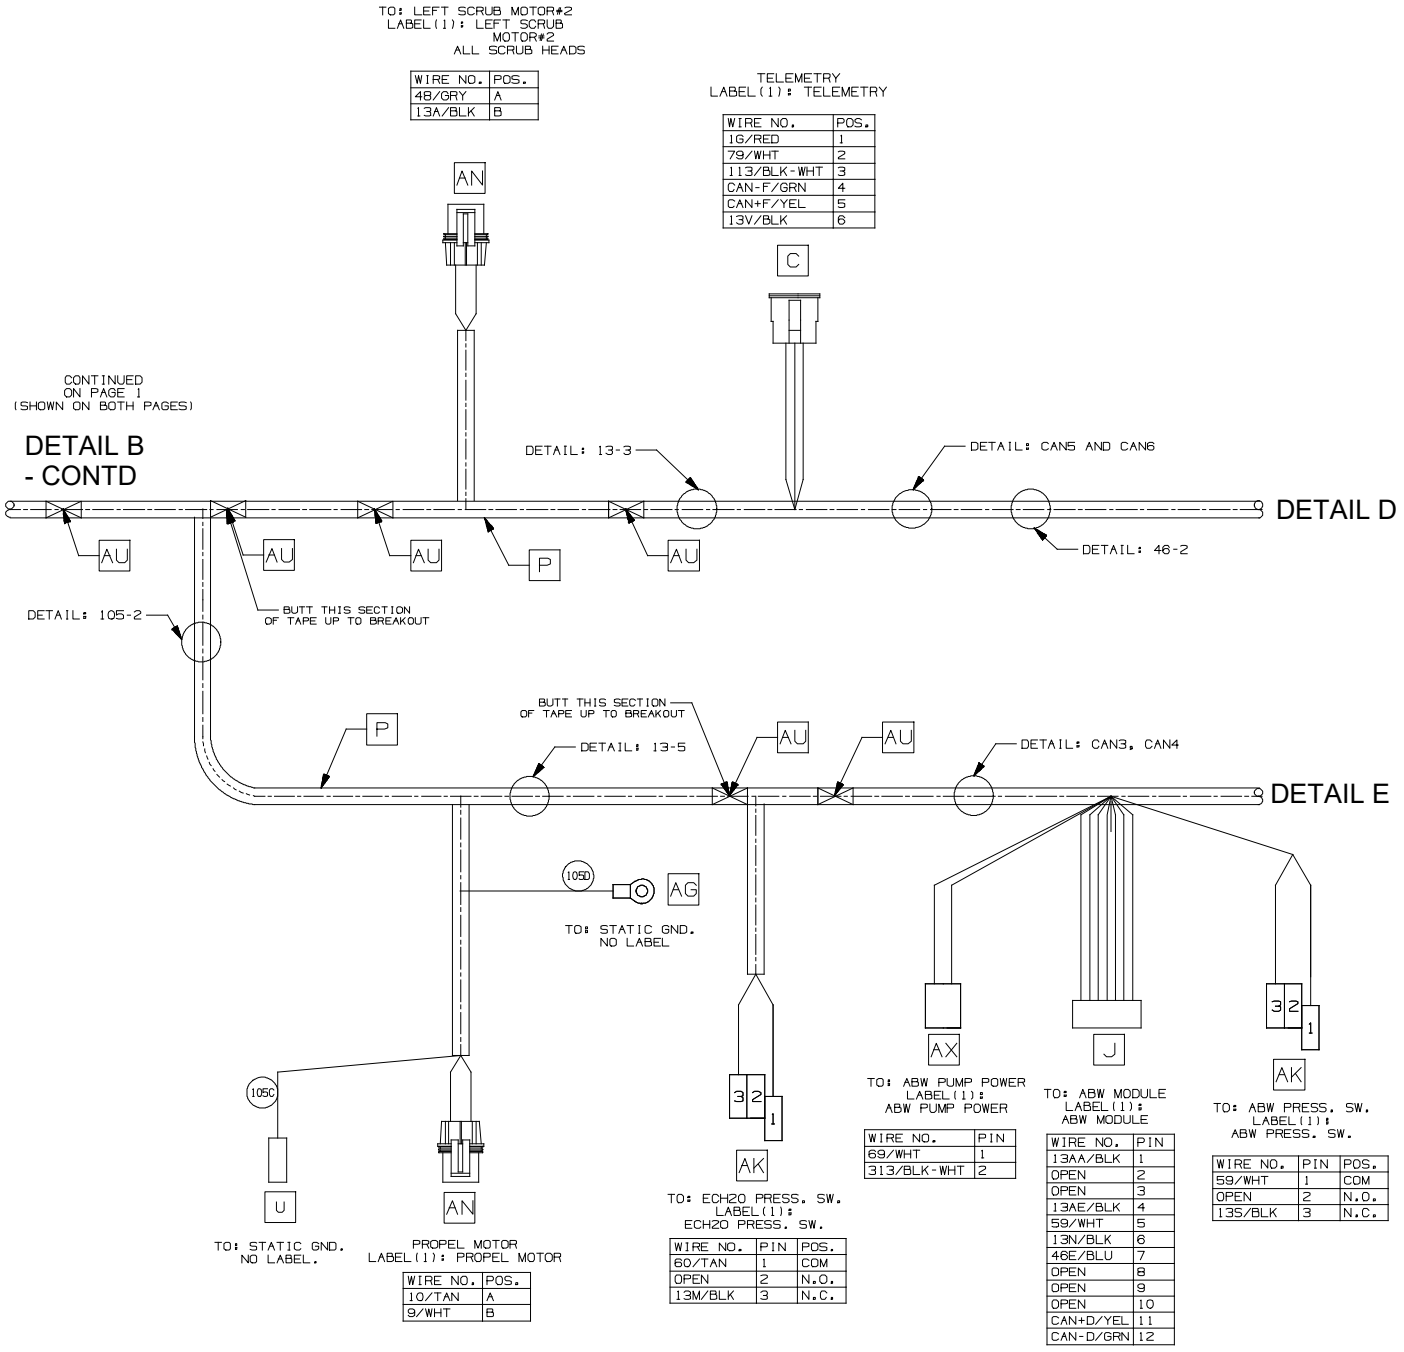 TO: LEFT SCRUB MOTOR#2
LABEL(1): LEFT SCRUB
MOTOR#2
ALL SCRUB HEADS
WIRE NO. POS.
4B/GRY A
13A/BLK B
AN
TELEMETRY
LABEL(1): TELEMETRY
WIRE NO. POS.
1G/RED 1
79/WHT 2
113/BLK-WHT 3
CAN-F/GRN 4
CAN+F/YEL 5
13V/BLK 6
C
CONTINUED
ON PAGE 1
(SHOWN ON BOTH PAGES)
DETAIL B
- CONTD
DETAIL: 13-3
DETAIL: CAN5 AND CAN6
DETAIL D
AU
AU
AU
P
AU
DETAIL: 46-2
BUTT THIS SECTION
OF TAPE UP TO BREAKOUT
DETAIL: 105-2
BUTT THIS SECTION
OF TAPE UP TO BREAKOUT
P
DETAIL: 13-5
AU
AU
DETAIL: CAN3, CAN4
DETAIL E
105D
AG
TO: STATIC GND.
NO LABEL
105C
U
TO: STATIC GND.
NO LABEL.
AN
PROPEL MOTOR
LABEL(1): PROPEL MOTOR
WIRE NO. POS.
10/TAN A
9/WHT B
3 2
1
AK
TO: ECH2O PRESS. SW.
LABEL(1):
ECH2O PRESS. SW.
WIRE NO. PIN POS.
60/TAN 1 COM
OPEN 2 N.O.
13M/BLK 3 N.C.
AX
TO: ABW PUMP POWER
LABEL(1):
ABW PUMP POWER
WIRE NO. PIN
69/WHT 1
313/BLK-WHT 2
J
TO: ABW MODULE
LABEL(1):
ABW MODULE
WIRE NO. PIN
13AA/BLK 1
OPEN 2
OPEN 3
13AE/BLK 4
59/WHT 5
13N/BLK 6
46E/BLU 7
OPEN 8
OPEN 9
OPEN 10
CAN+D/YEL 11
CAN-D/GRN 12
3 2
1
AK
TO: ABW PRESS. SW.
LABEL(1):
ABW PRESS. SW.
WIRE NO. PIN POS.
59/WHT 1 COM
OPEN 2 N.O.
13S/BLK 3 N.C.